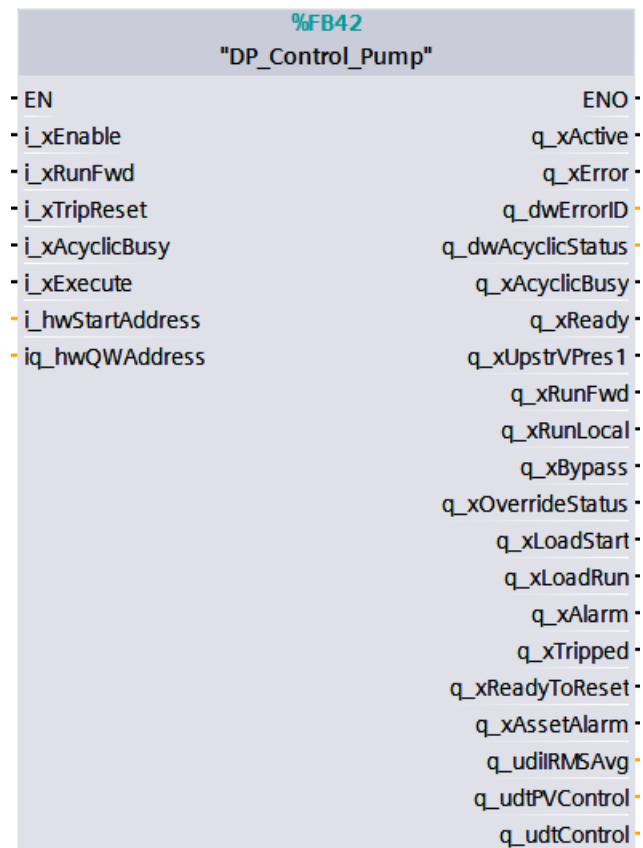 %FB42
"DP_Control_Pump"
EN ENO
i_xEnable q_xActive
i_xRunFwd q_xError
i_xTripReset q_dwErrorID
i_xAcyclicBusy q_dwAcyclicStatus
i_xExecute q_xAcyclicBusy
i_hwStartAddress q_xReady
iq_hwQWAddress q_xUpstrVPres1
q_xRunFwd
q_xRunLocal
q_xBypass
q_xOverrideStatus
q_xLoadStart
q_xLoadRun
q_xAlarm
q_xTripped
q_xReadyToReset
q_xAssetAlarm
q_udiIRMSAvg
q_udtPVControl
q_udtControl